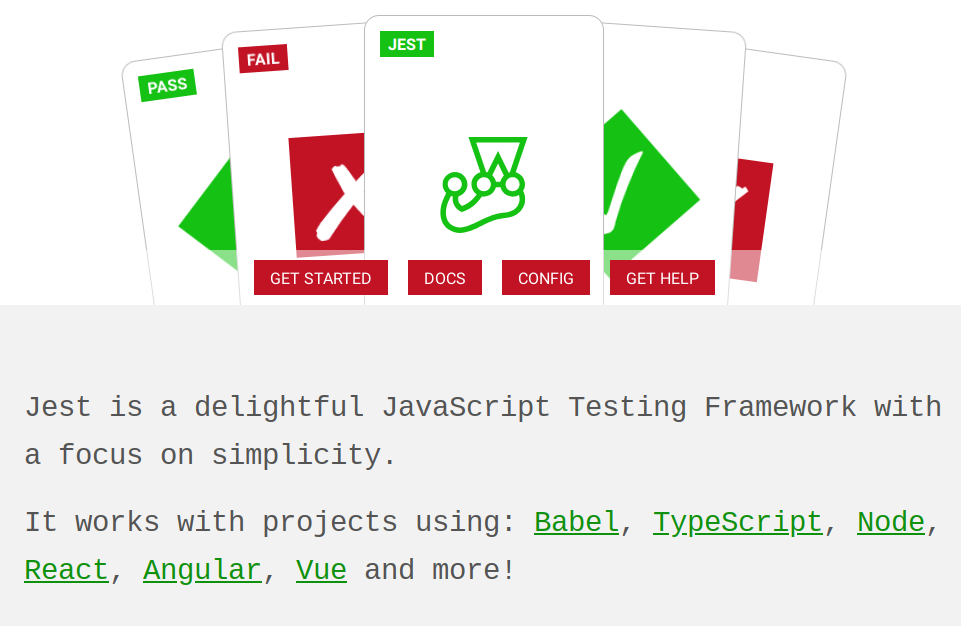 PASS
FAIL
JEST
GET STARTED
DOCS
CONFIG
GET HELP
Jest is a delightful JavaScript Testing Framework with
a focus on simplicity.
It works with projects using: Babel, TypeScript, Node,
React, Angular, Vue and more!